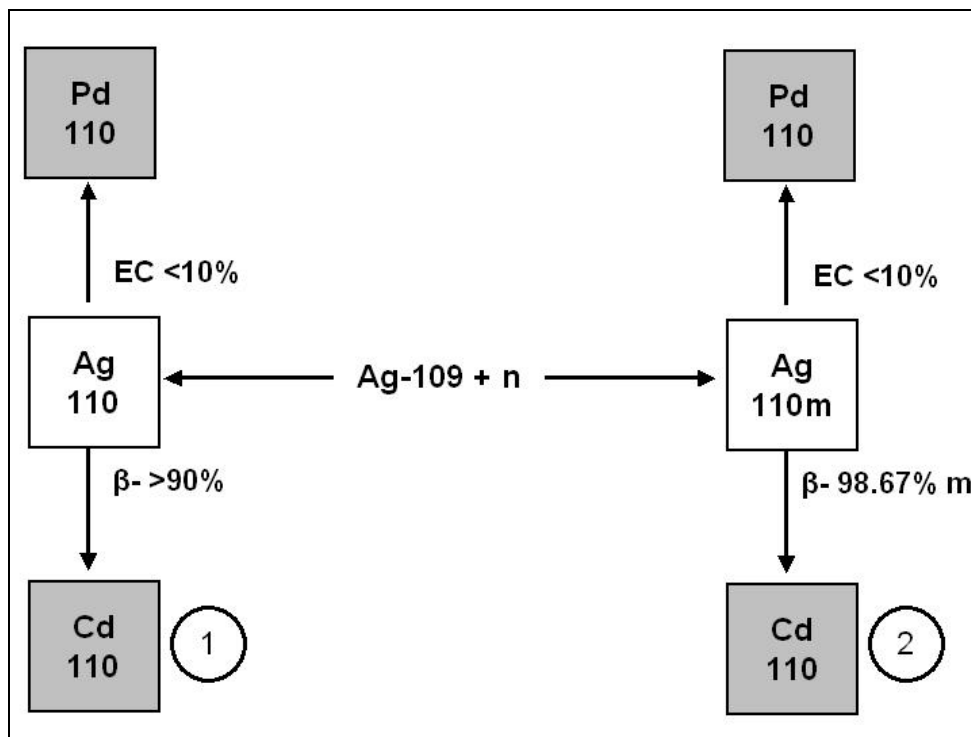 Pd
110
Pd
110
EC <10%
EC <10%
Ag
110
Ag-109 + n
Ag
110m
β- >90%
β- 98.67% m
Cd
110
1
Cd
110
2